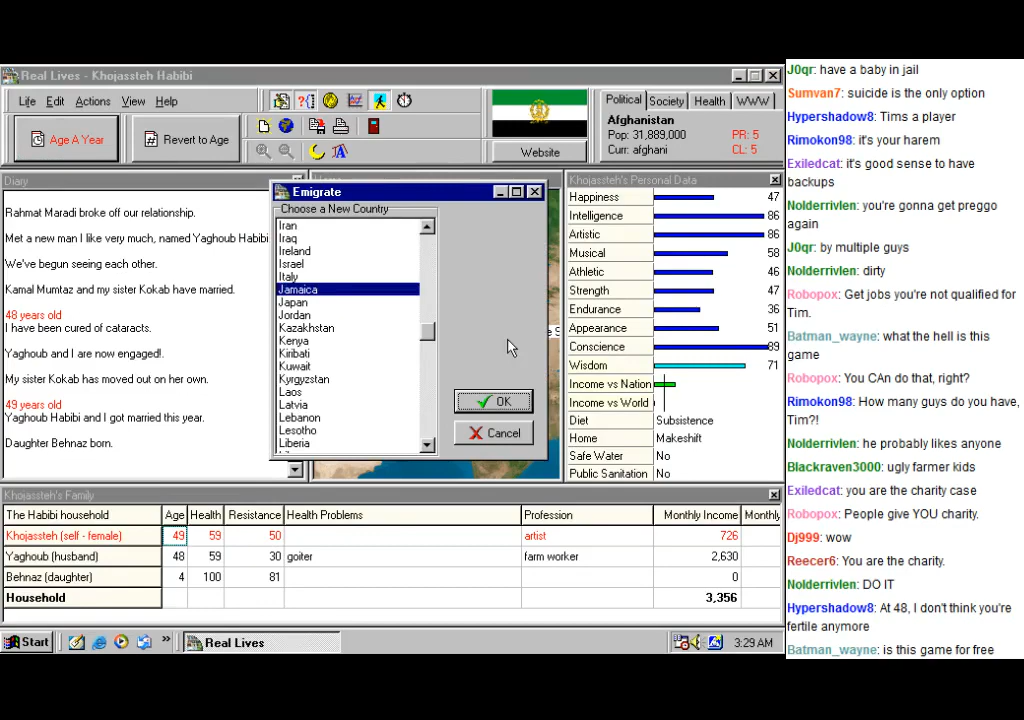 Real Lives - Khojassteh Habibi
Life Edit Actions View Help
Age A Year
Revert to Age
Website
Political Society Health WWW
Afghanistan
Pop: 31,889,000 PR: 5
Curr: afghani CL: 5
Diary
Rahmat Maradi broke off our relationship.
Met a new man I like very much, named Yaghoub Habibi
We've begun seeing each other.
Kamal Mumtaz and my sister Kokab have married.
48 years old
I have been cured of cataracts.
Yaghoub and I are now engaged!.
My sister Kokab has moved out on her own.
49 years old
Yaghoub Habibi and I got married this year.
Daughter Behnaz born.
Emigrate
Choose a New Country
Iran
Iraq
Ireland
Israel
Italy
Jamaica
Japan
Jordan
Kazakhstan
Kenya
Kiribati
Kuwait
Kyrgyzstan
Laos
Latvia
Lebanon
Lesotho
Liberia
OK
Cancel
Khojassteh's Personal Data
Happiness 47
Intelligence 86
Artistic 86
Musical 58
Athletic 46
Strength 47
Endurance 36
Appearance 51
Conscience 89
Wisdom 71
Income vs Nation
Income vs World
Diet Subsistence
Home Makeshift
Safe Water No
Public Sanitation No
Khojassteh's Family
The Habibi household Age Health Resistance Health Problems Profession Monthly Income Monthly
Khojassteh (self - female) 49 59 50 artist 726
Yaghoub (husband) 48 59 30 goiter farm worker 2,630
Behnaz (daughter) 4 100 81 0
Household 3,356
Start
Real Lives
3:29 AM
J0qr: have a baby in jail
Sumvan7: suicide is the only
option
Hypershadow8: Tims a player
Rimokon98: it's your harem
Exiledcat: it's good sense to have
backups
Nolderrivlen: you're gonna get preggo
again
J0qr: by multiple guys
Nolderrivlen: dirty
Robopox: Get jobs you're not qualified for
Tim.
Batman_wayne: what the hell is this
game
Robopox: You CAn do that, right?
Rimokon98: How many guys do you have,
Tim?!
Nolderrivlen: he probably likes anyone
Blackraven3000: ugly farmer kids
Exiledcat: you are the charity case
Robopox: People give YOU charity.
Dj999: wow
Reecer6: You are the charity.
Nolderrivlen: DO IT
Hypershadow8: At 48, I don't think you're
fertile anymore
Batman_wayne: is this game for free